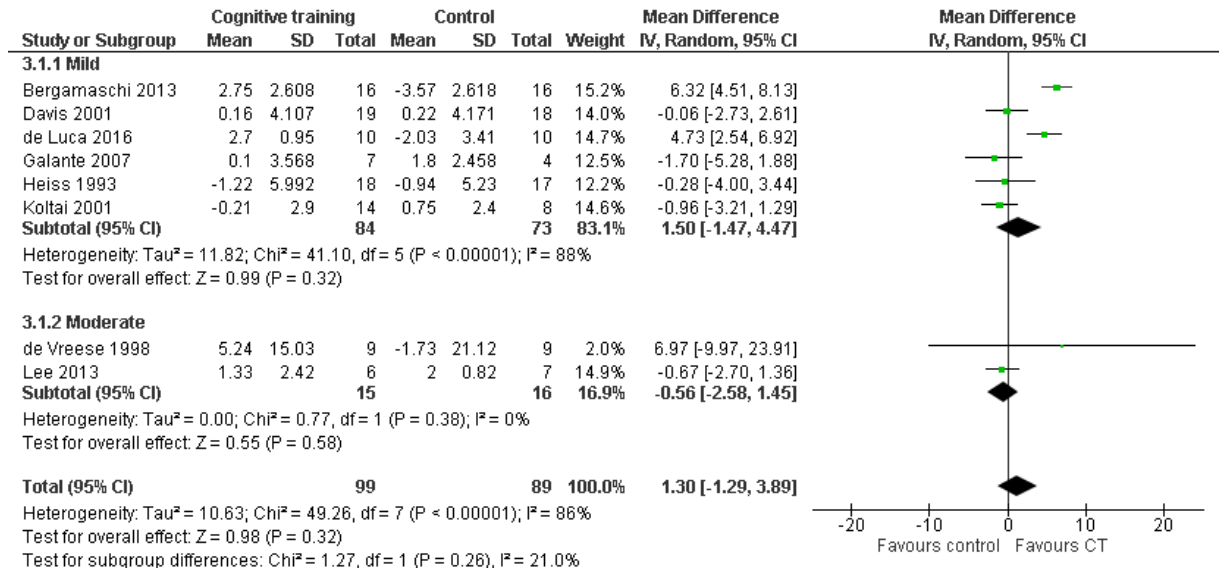 Cognitive training Control Mean Difference Mean Difference
Study or Subgroup Mean SD Total Mean SD Total Weight IV, Random, 95% CI IV, Random, 95% CI
3.1.1 Mild
Bergamaschi 2013 2.75 2.608 16 -3.57 2.618 16 15.2% 6.32 [4.51, 8.13]
Davis 2001 0.16 4.107 19 0.22 4.171 18 14.0% -0.06 [-2.73, 2.61]
de Luca 2016 2.7 0.95 10 -2.03 3.41 10 14.7% 4.73 [2.54, 6.92]
Galante 2007 0.1 3.568 7 1.8 2.458 4 12.5% -1.70 [-5.28, 1.88]
Heiss 1993 -1.22 5.992 18 -0.94 5.23 17 12.2% -0.28 [-4.00, 3.44]
Koltai 2001 -0.21 2.9 14 0.75 2.4 8 14.6% -0.96 [-3.21, 1.29]
Subtotal (95% CI) 84 73 83.1% 1.50 [-1.47, 4.47]
Heterogeneity: Tau² = 11.82; Chi² = 41.10, df = 5 (P < 0.00001); I² = 88%
Test for overall effect: Z = 0.99 (P = 0.32)
3.1.2 Moderate
de Vreese 1998 5.24 15.03 9 -1.73 21.12 9 2.0% 6.97 [-9.97, 23.91]
Lee 2013 1.33 2.42 6 2 0.82 7 14.9% -0.67 [-2.70, 1.36]
Subtotal (95% CI) 15 16 16.9% -0.56 [-2.58, 1.45]
Heterogeneity: Tau² = 0.00; Chi² = 0.77, df = 1 (P = 0.38); I² = 0%
Test for overall effect: Z = 0.55 (P = 0.58)
Total (95% CI) 99 89 100.0% 1.30 [-1.29, 3.89]
Heterogeneity: Tau² = 10.63; Chi² = 49.26, df = 7 (P < 0.00001); I² = 86%
Test for overall effect: Z = 0.98 (P = 0.32)
Test for subgroup differences: Chi² = 1.27, df = 1 (P = 0.26), I² = 21.0%
-20 -10 0 10 20
Favours control Favours CT